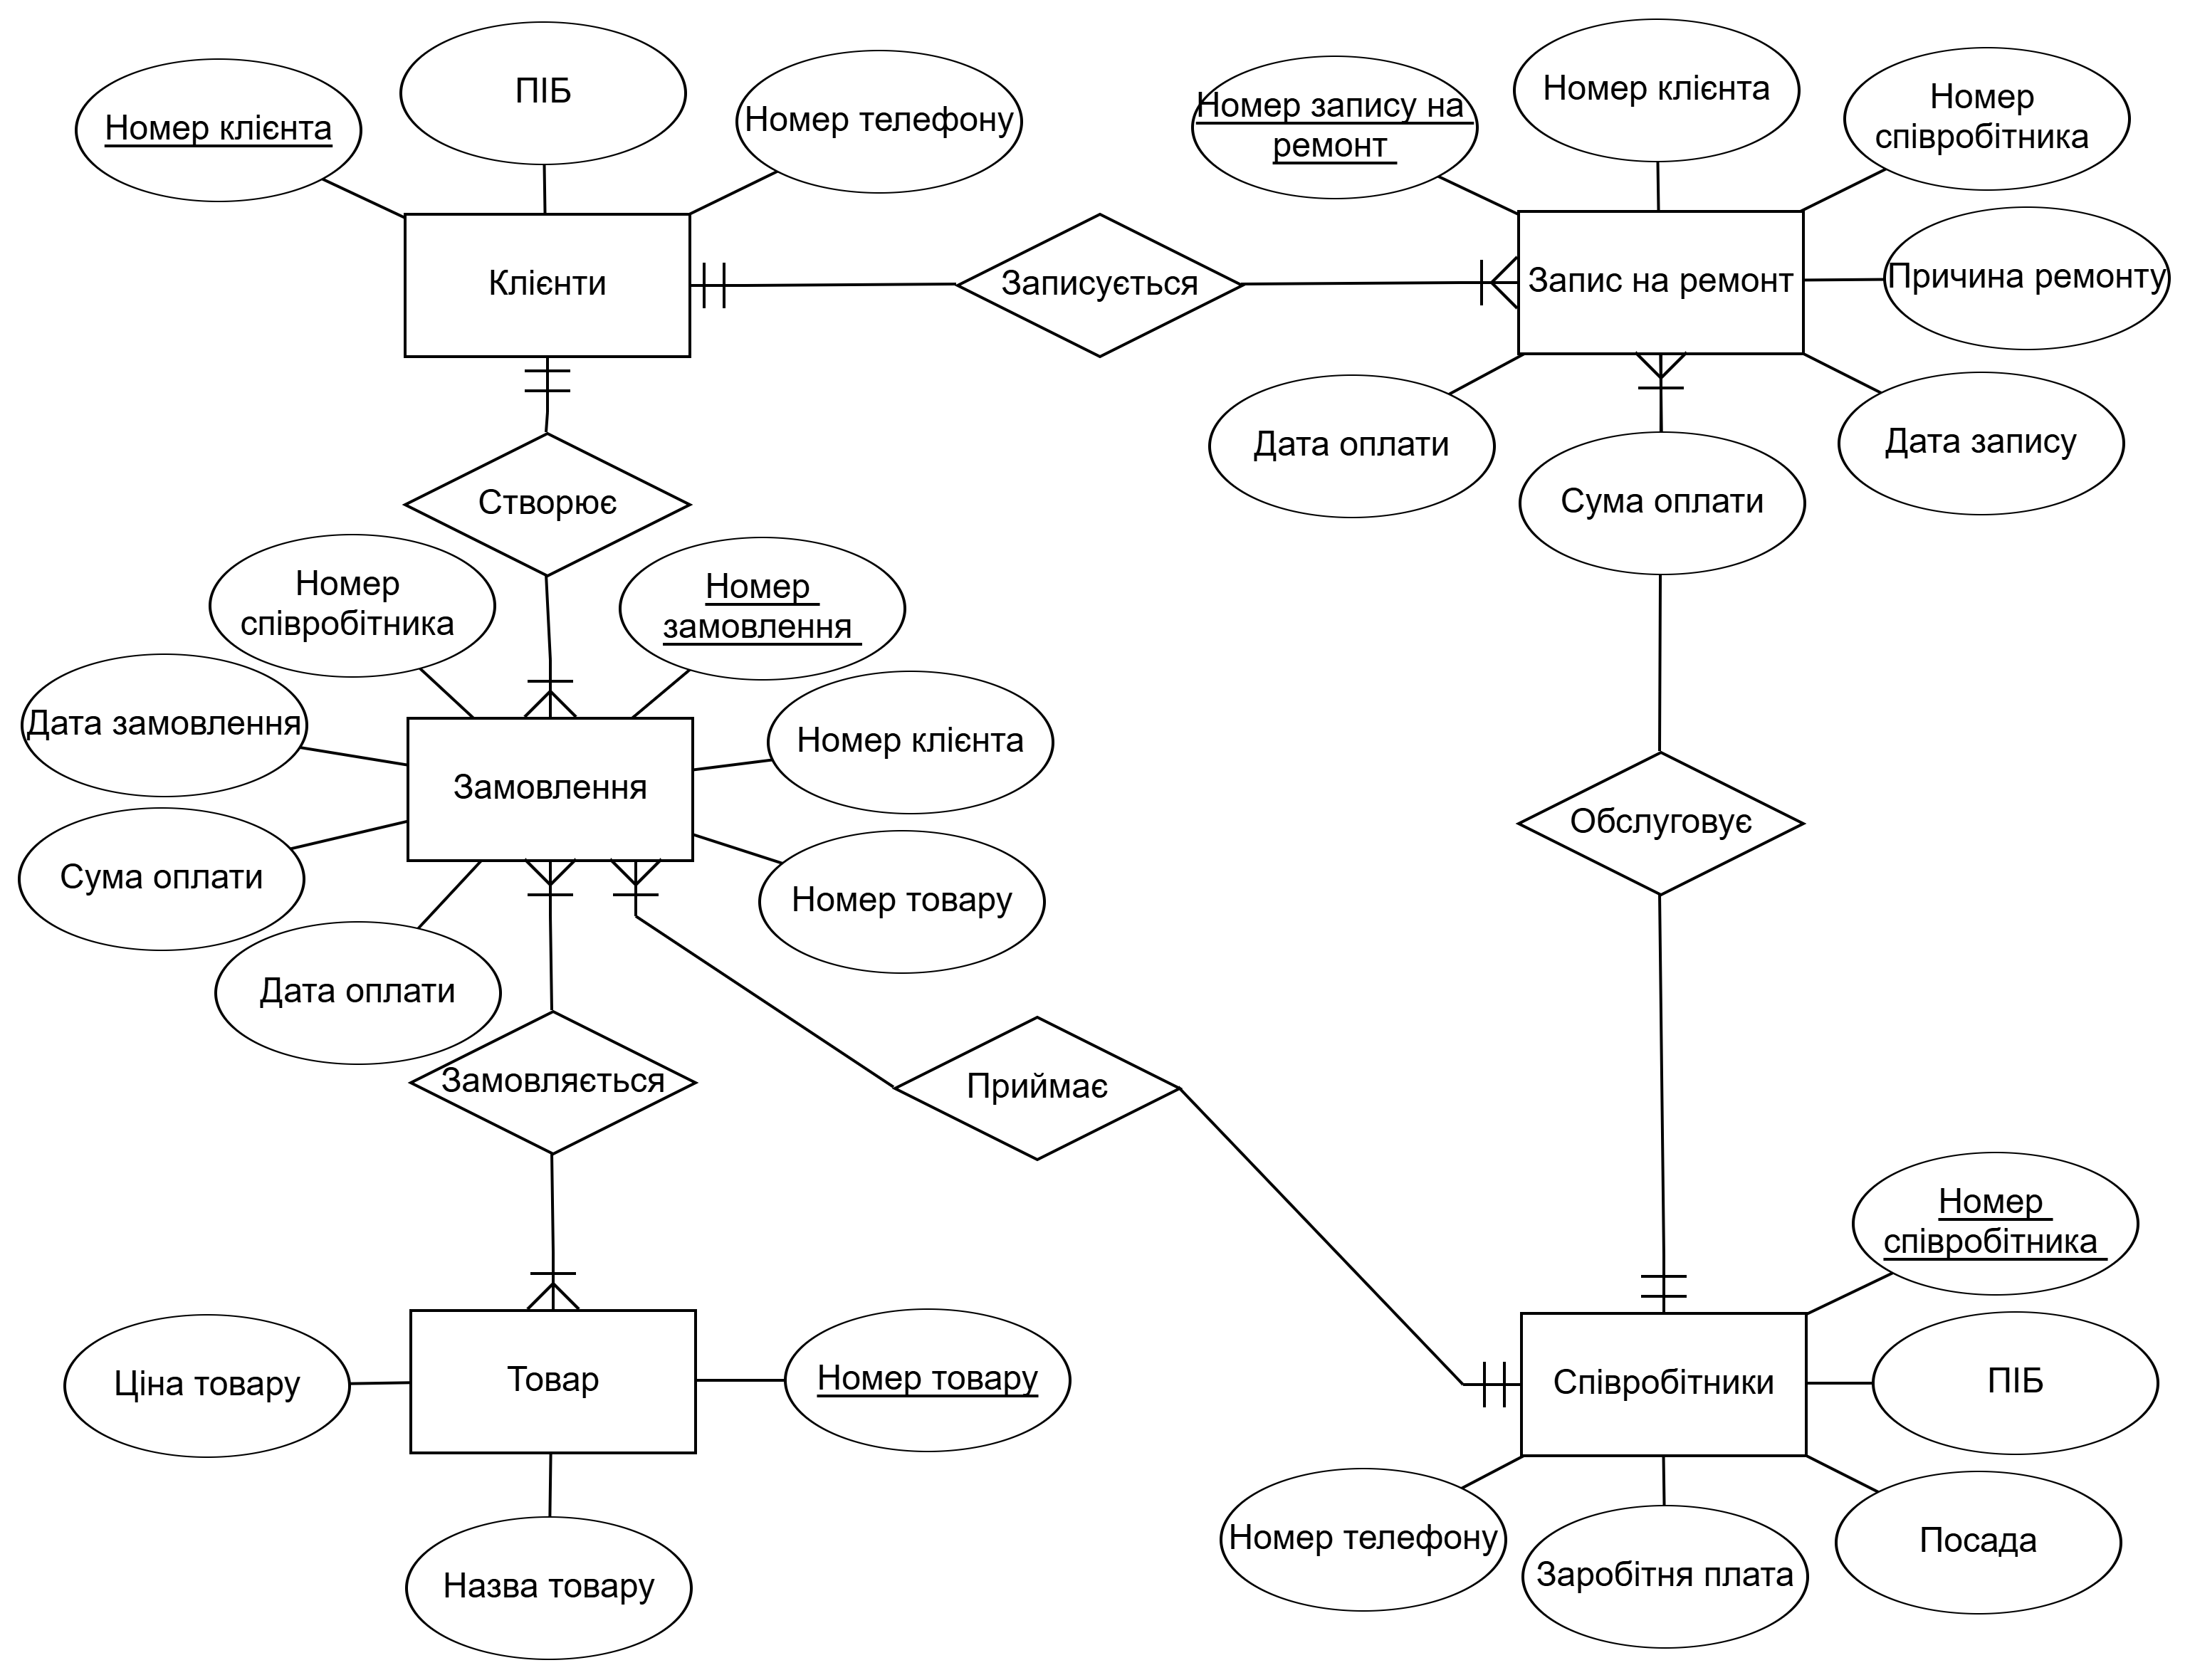 Номер клієнта
ПІБ
Номер телефону
Номер запису на
ремонт
Номер клієнта
Номер
співробітника
Клієнти
Записується
Запис на ремонт
Причина ремонту
Дата оплати
Сума оплати
Дата запису
Створює
Номер
співробітника
Номер
замовлення
Дата замовлення
Номер клієнта
Замовлення
Обслуговує
Сума оплати
Номер товару
Дата оплати
Замовляється
Приймає
Номер
співробітника
Ціна товару
Товар
Номер товару
Співробітники
ПІБ
Номер телефону
Заробітня плата
Посада
Назва товару